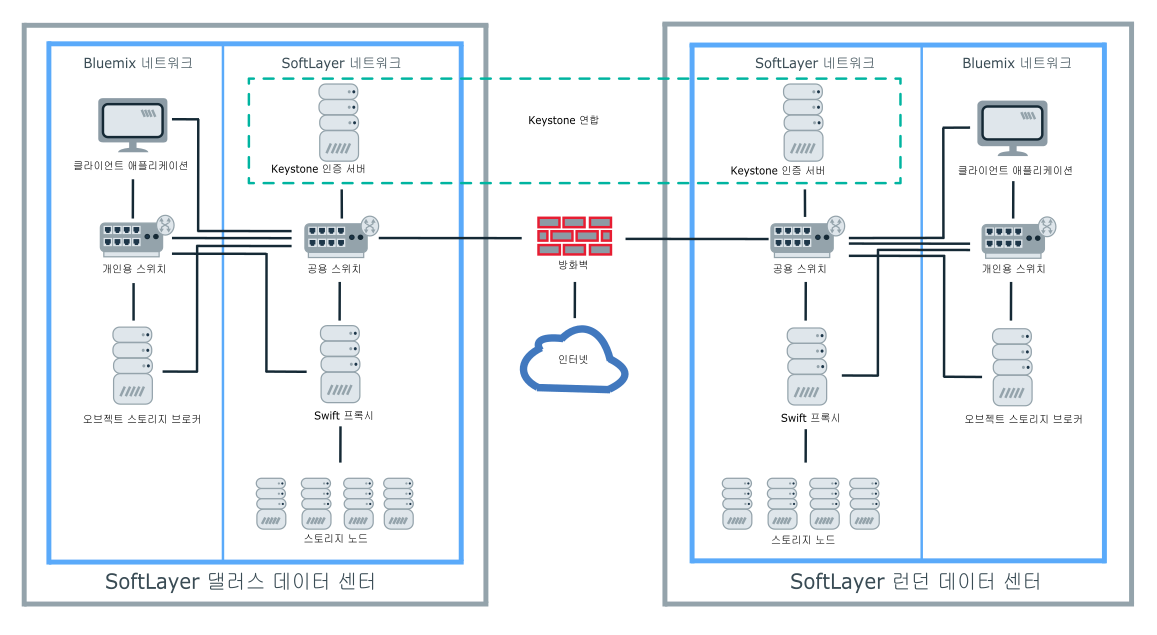 Bluemix 네트워크
SoftLayer 네트워크
클라이언트 애플리케이션
Keystone 인증 서버
개인용 스위치
공용 스위치
오브젝트 스토리지 브로커
Swift 프록시
스토리지 노드
SoftLayer 댈러스 데이터 센터
Keystone 연합
방화벽
인터넷
SoftLayer 네트워크
Bluemix 네트워크
Keystone 인증 서버
클라이언트 애플리케이션
공용 스위치
개인용 스위치
Swift 프록시
오브젝트 스토리지 브로커
스토리지 노드
SoftLayer 런던 데이터 센터